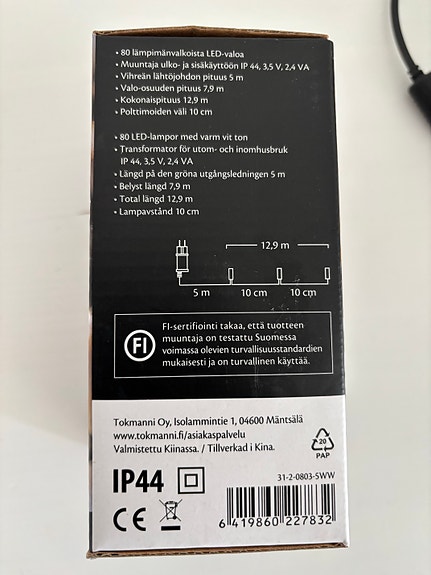 • 80 lämpimänvalkoista LED-valoa
• Muuntaja ulko- ja sisäkäyttöön IP 44, 3,5 V, 2,4 VA
• Vihreän lähtöjohdon pituus 5 m
• Valo-osuuden pituus 7,9 m
• Kokonaispituus 12,9 m
• Polttimoiden väli 10 cm
• 80 LED-lampor med varm vit ton
• Transformator för utom- och inomhusbruk
IP 44, 3,5 V, 2,4 VA
• Längd på den gröna utgångsledningen 5 m
• Belyst längd 7,9 m
• Total längd 12,9 m
• Lampavstånd 10 cm
12,9 m
5 m 10 cm 10 cm
FI
FI-sertifiointi takaa, että tuotteen
muuntaja on testattu Suomessa
voimassa olevien turvallisuusstandardien
mukaisesti ja on turvallinen käyttää.
Tokmanni Oy, Isolammintie 1, 04600 Mäntsälä
www.tokmanni.fi/asiakaspalvelu
Valmistettu Kiinassa. / Tillverkad i Kina.
20
PAP
IP44
31-2-0803-5WW
CE
6 419860 227832